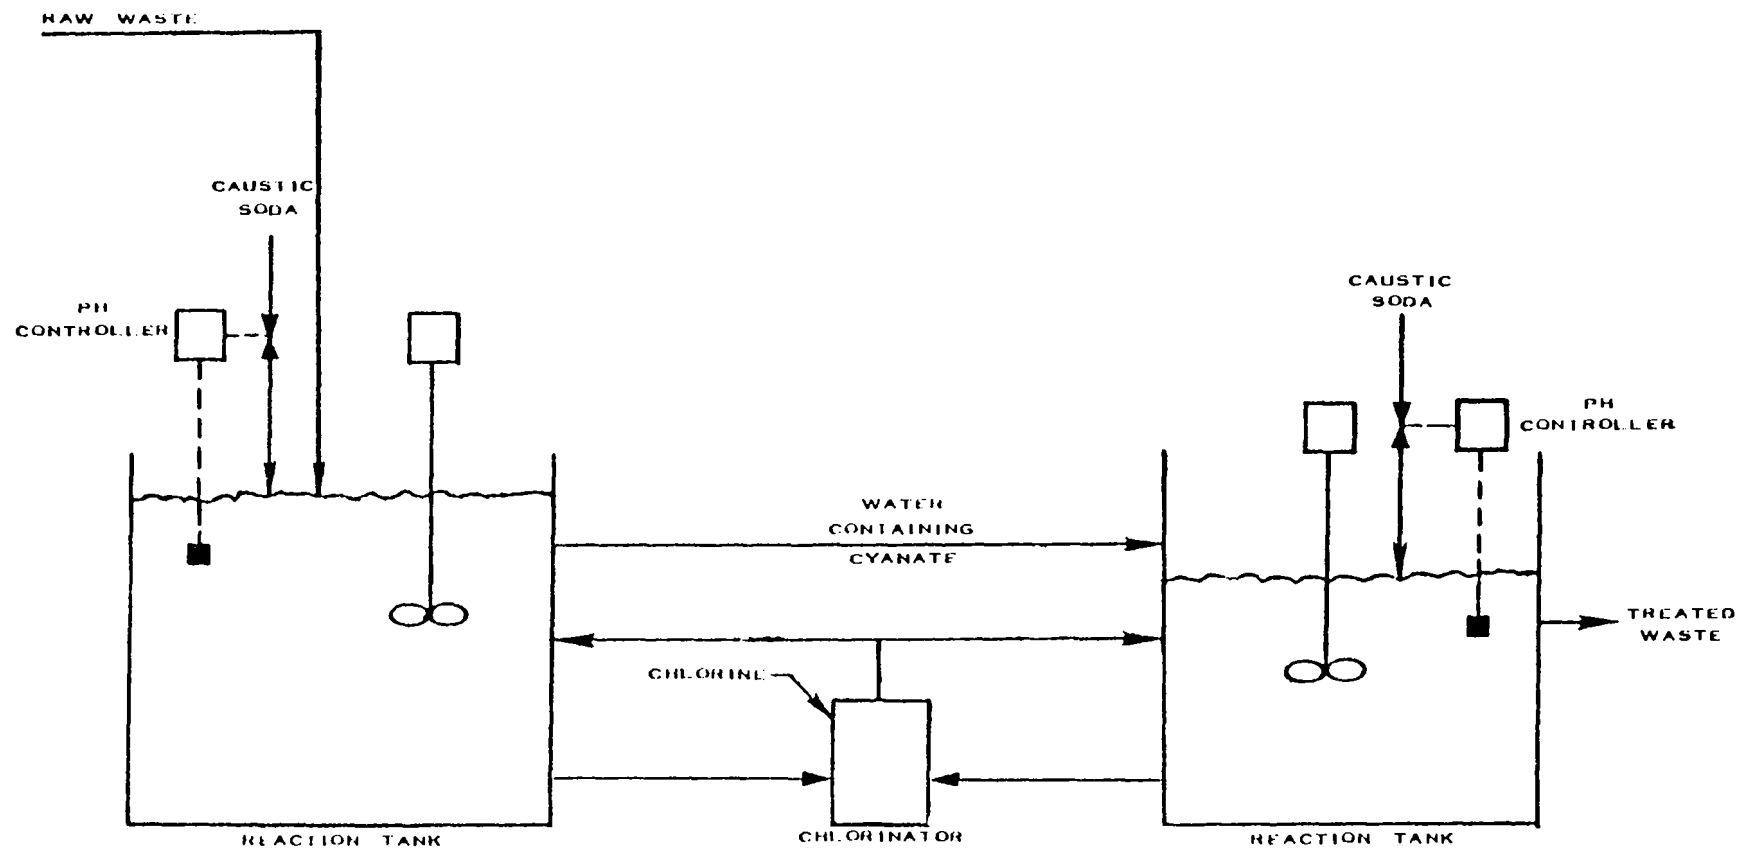 RAW WASTE
CAUSTIC
SODA
PH
CONTROLLER
CAUSTIC
SODA
PH
CONTROLLER
WATER
CONTAINING
CYANATE
TREATED
WASTE
CHLORINE
REACTION TANK
CHLORINATOR
REACTION TANK